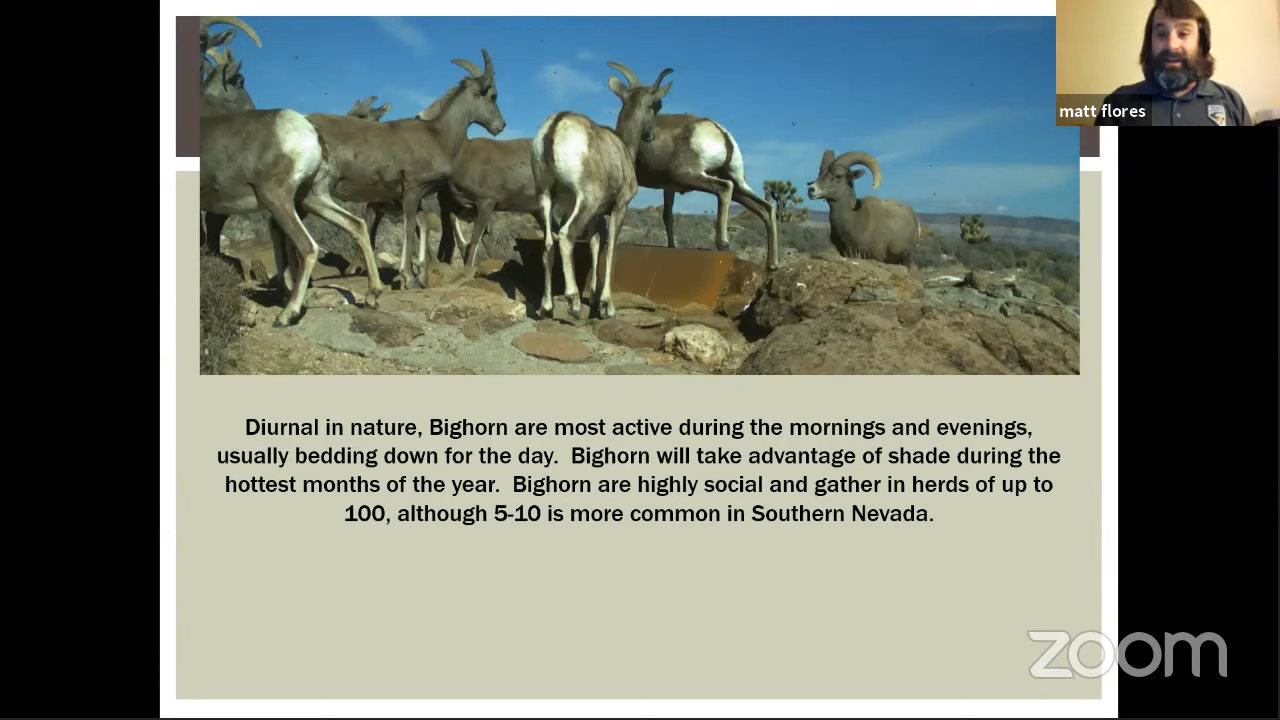 matt flores
Diurnal in nature, Bighorn are most active during the mornings and evenings,
usually bedding down for the day.  Bighorn will take advantage of shade during the
hottest months of the year.  Bighorn are highly social and gather in herds of up to
100, although 5-10 is more common in Southern Nevada.
zoom